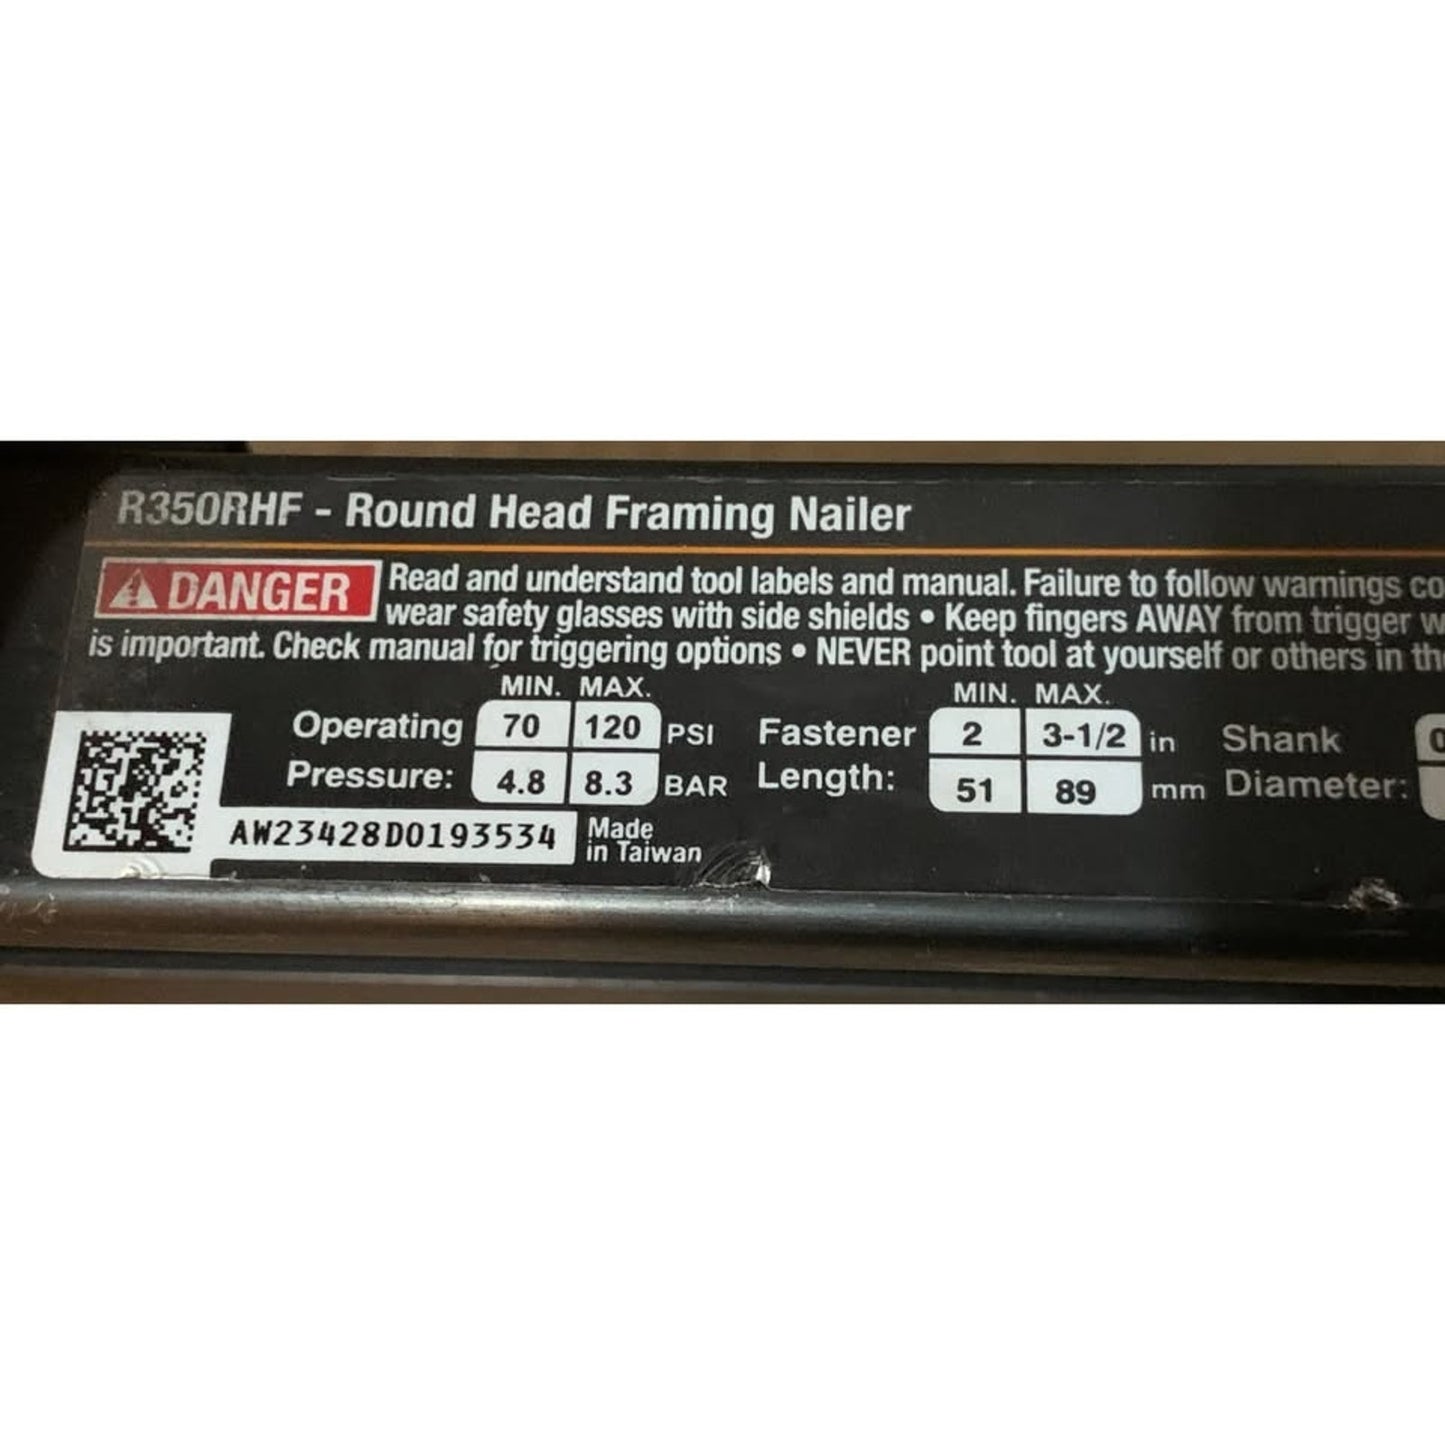 R350RHF - Round Head Framing Nailer
DANGER Read and understand tool labels and manual. Failure to follow warnings
wear safety glasses with side shields • Keep fingers AWAY from trigger
is important. Check manual for triggering options • NEVER point tool at yourself or others in
MIN. MAX. MIN. MAX.
Operating 70 120 PSI Fastener 2 3-1/2 in Shank
Pressure: 4.8 8.3 BAR Length: 51 89 mm Diameter:
AW23428D0193534 Made
in Taiwan